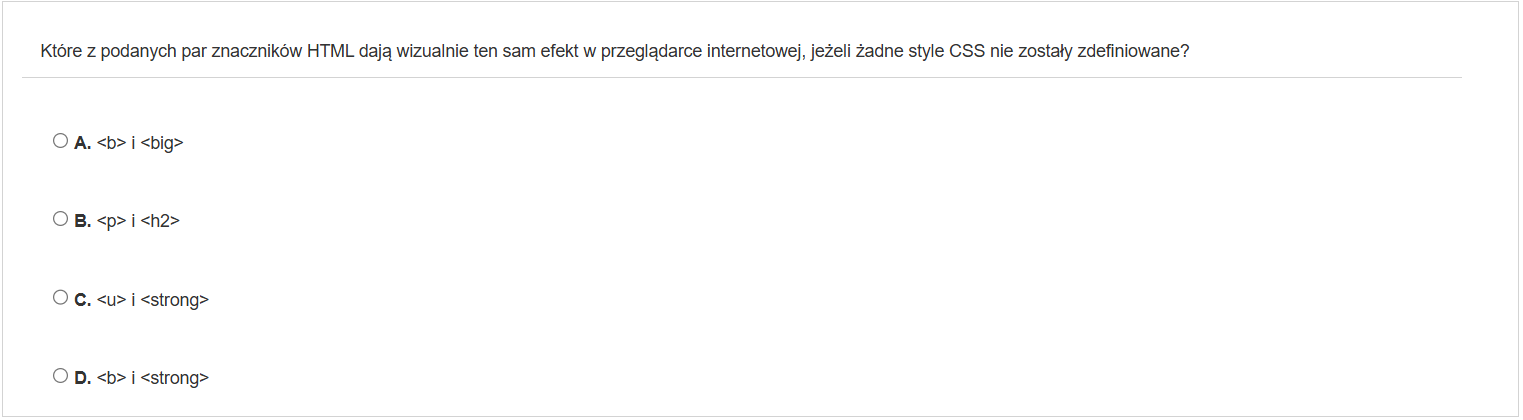 Które z podanych par znaczników HTML dają wizualnie ten sam efekt w przeglądarce internetowej, jeżeli żadne style CSS nie zostały zdefiniowane?
A. <b> i <big>
B. <p> i <h2>
C. <u> i <strong>
D. <b> i <strong>